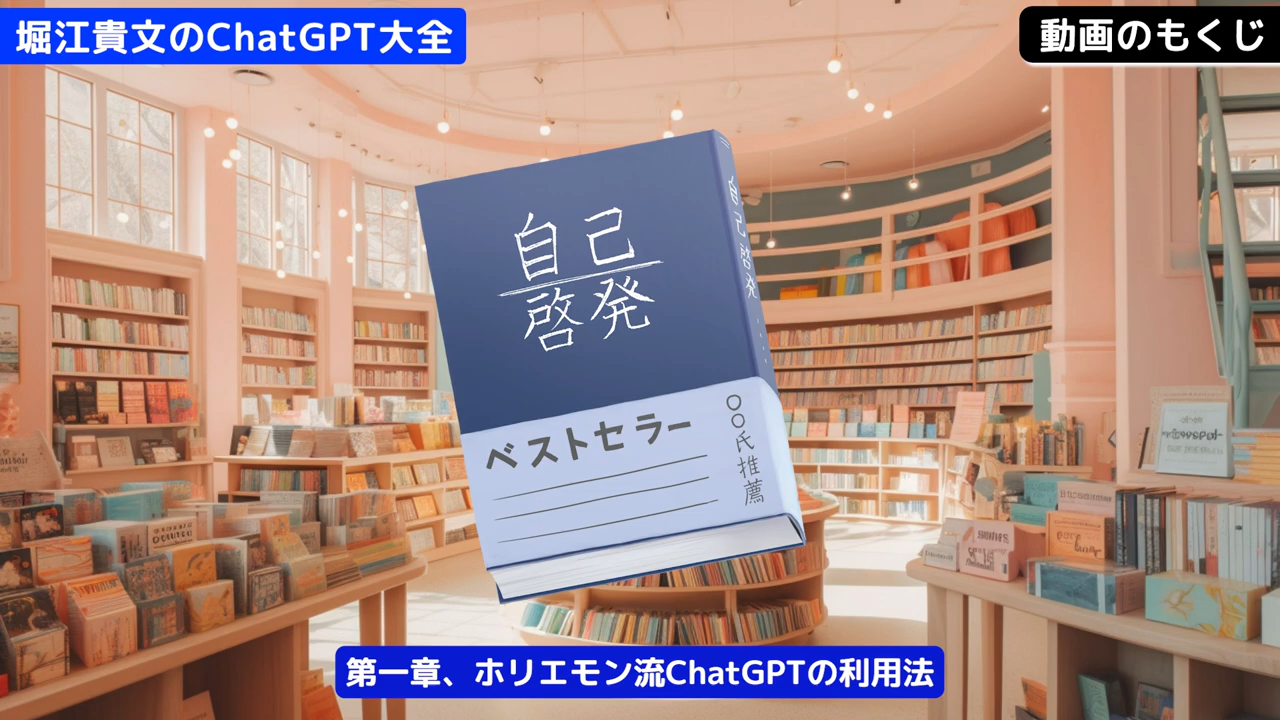 堀江貴文のChatGPT大全
動画のもくじ
自己
啓発
自己啓発
ベストセラー
〇〇氏推薦
第一章、ホリエモン流ChatGPTの利用法